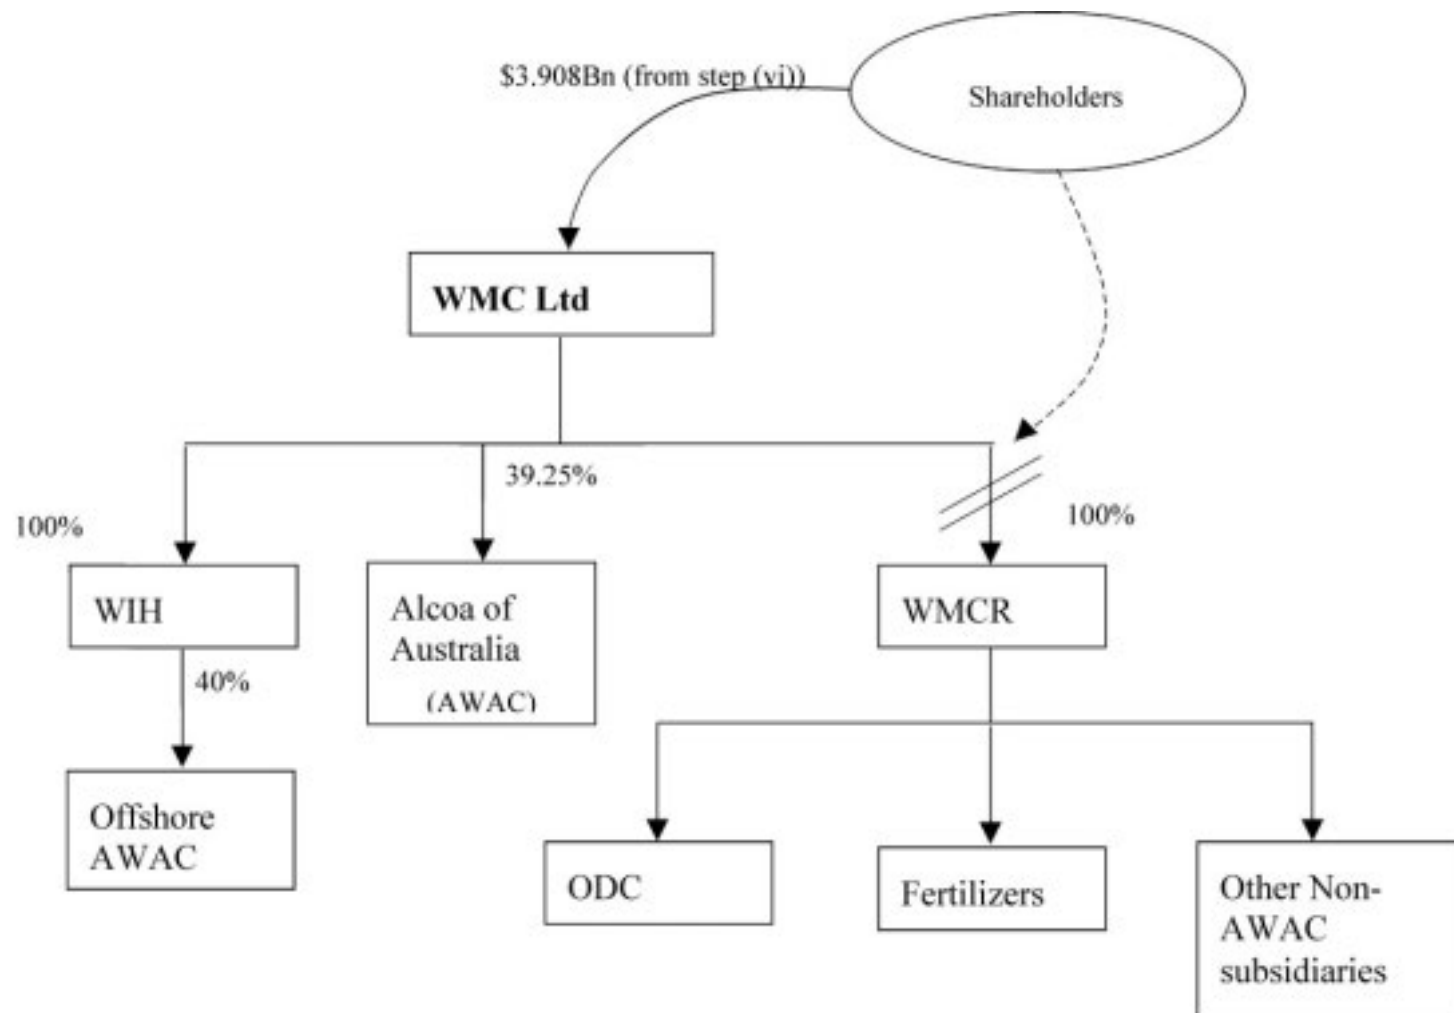 $3.908Bn (from step (vi))
Shareholders
WMC Ltd
39.25%
100%
100%
WIH
Alcoa of
Australia
(AWAC)
WMCR
40%
Offshore
AWAC
ODC
Fertilizers
Other Non-
AWAC
subsidiaries